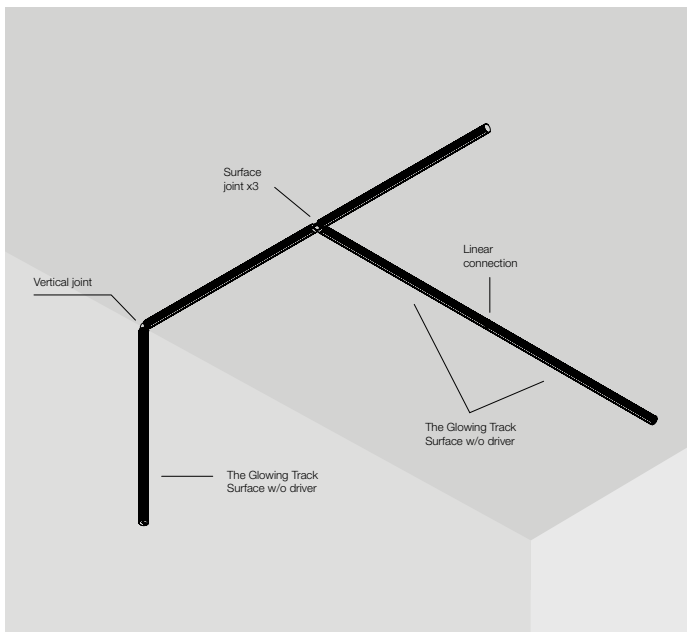 Surface
joint x3
Linear
connection
Vertical joint
The Glowing Track
Surface w/o driver
The Glowing Track
Surface w/o driver